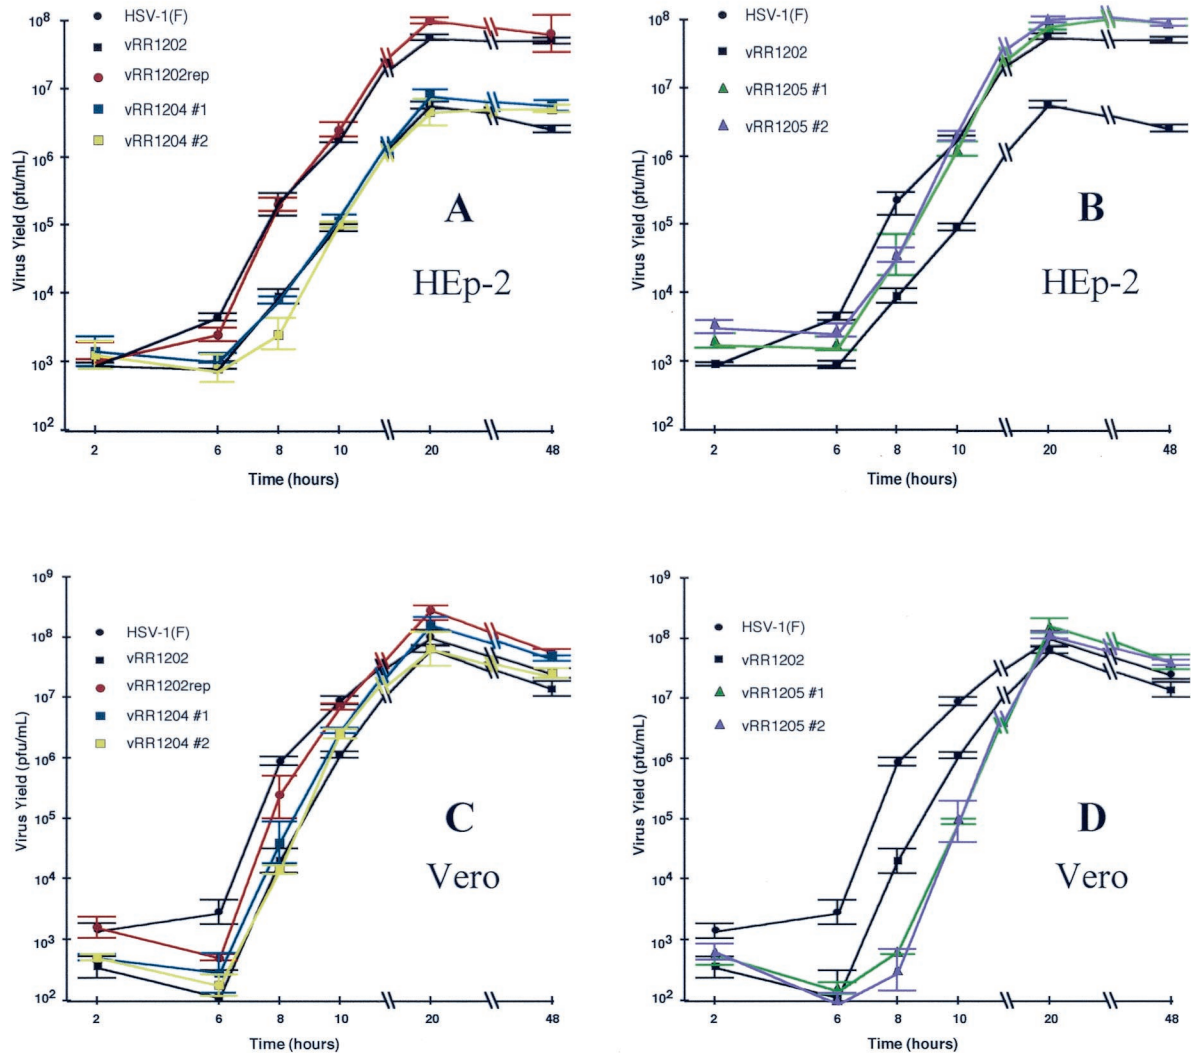 HSV-1(F)
vRR1202
vRR1202rep
vRR1204 #1
vRR1204 #2
10⁸
10⁷
10⁶
10⁵
10⁴
10³
10²
Virus Yield (pfu/mL)
A
HEp-2
2 6 8 10 20 48
Time (hours)
HSV-1(F)
vRR1202
vRR1205 #1
vRR1205 #2
10⁸
10⁷
10⁶
10⁵
10⁴
10³
10²
Virus Yield (pfu/mL)
B
HEp-2
2 6 8 10 20 48
Time (hours)
HSV-1(F)
vRR1202
vRR1202rep
vRR1204 #1
vRR1204 #2
10⁹
10⁸
10⁷
10⁶
10⁵
10⁴
10³
10²
Virus Yield (pfu/mL)
C
Vero
2 6 8 10 20 48
Time (hours)
HSV-1(F)
vRR1202
vRR1205 #1
vRR1205 #2
10⁹
10⁸
10⁷
10⁶
10⁵
10⁴
10³
10²
Virus Yield (pfu/mL)
D
Vero
2 6 8 10 20 48
Time (hours)